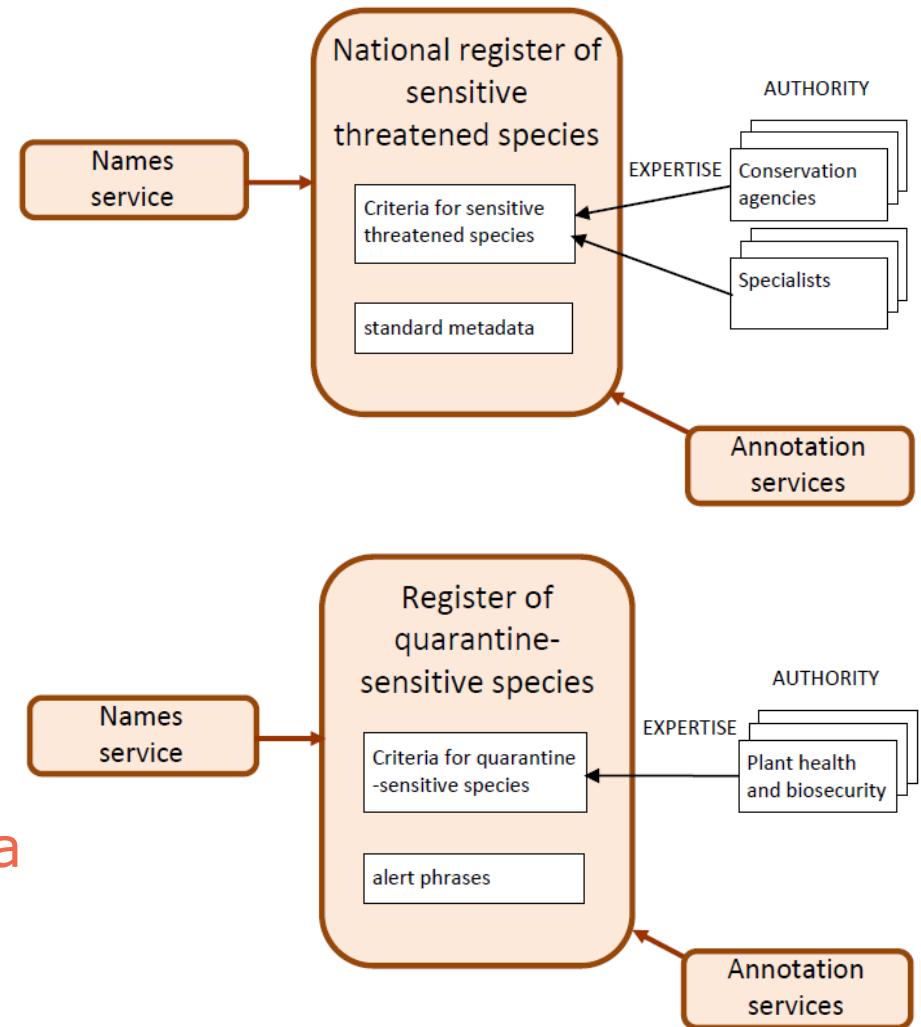 National register of
sensitive
threatened species
AUTHORITY
Names
service
EXPERTISE
Conservation
agencies
Criteria for sensitive
threatened species
Specialists
standard metadata
Annotation
services
Register of
quarantine-
sensitive species
AUTHORITY
Names
service
EXPERTISE
Criteria for quarantine
-sensitive species
Plant health
and biosecurity
a
alert phrases
Annotation
services